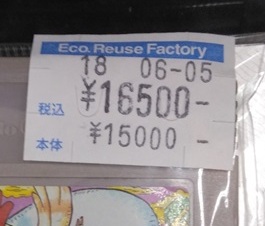 Eco. Reuse Factory
18 06-05
税込 ¥16500-
本体 ¥15000-